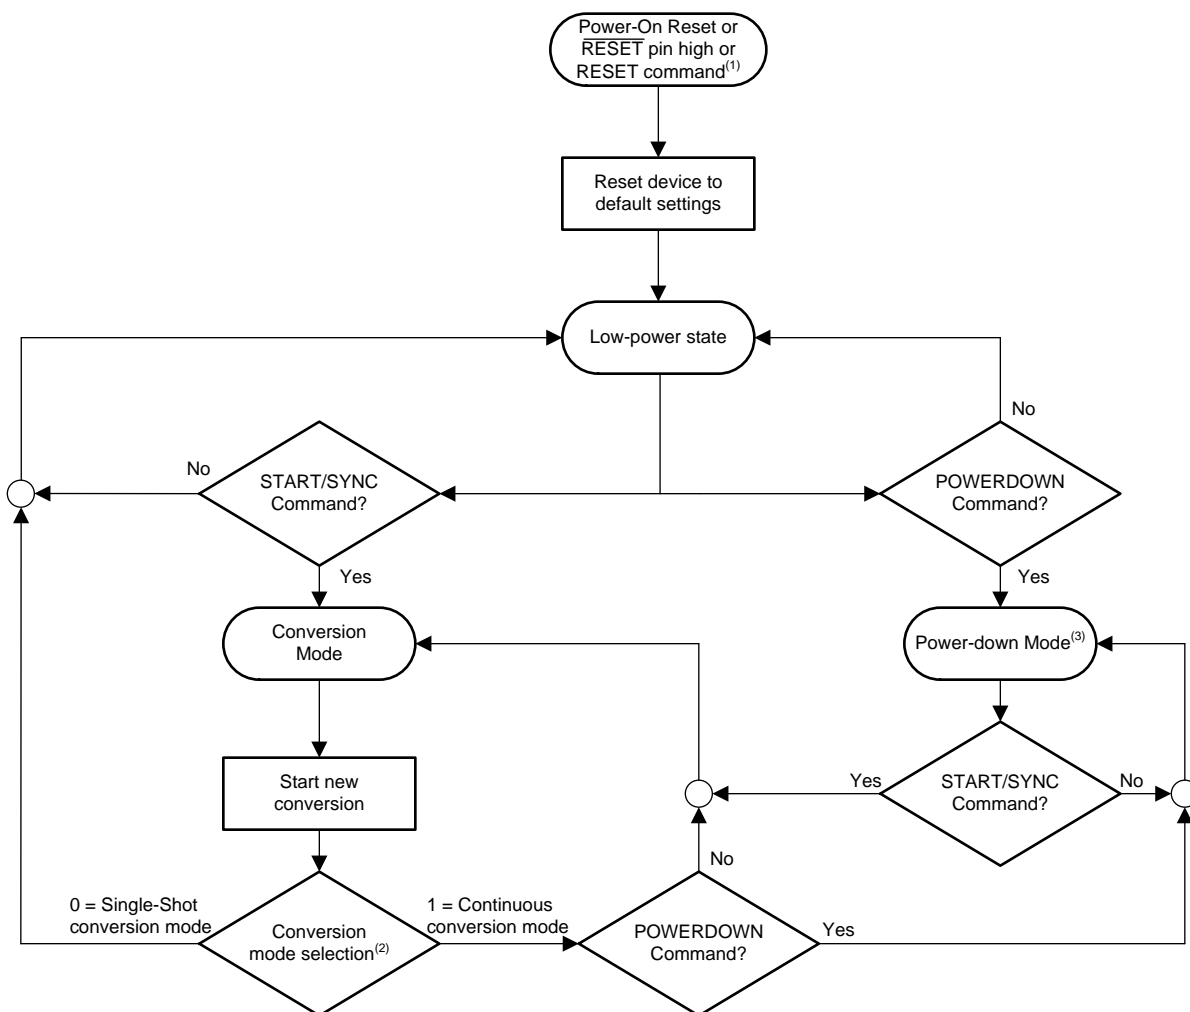 Power-On Reset or
RESET pin high or
RESET command(1)
Reset device to
default settings
Low-power state
No
No
START/SYNC
Command?
POWERDOWN
Command?
Yes
Yes
Conversion
Mode
Power-down Mode(3)
Start new
conversion
Yes
START/SYNC
Command?
No
No
0 = Single-Shot
conversion mode
Conversion
mode selection(2)
1 = Continuous
conversion mode
POWERDOWN
Command?
Yes